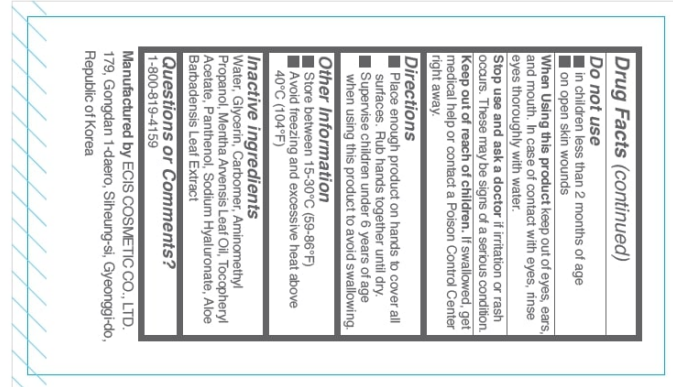 Drug Facts (continued)
Do not use
■ in children less than 2 months of age
■ on open skin wounds
When Using this product keep out of eyes, ears,
and mouth. In case of contact with eyes, rinse
eyes thoroughly with water.
Stop use and ask a doctor if irritation or rash
occurs. These may be signs of a serious condition.
Keep out of reach of children. If swallowed, get
medical help or contact a Poison Control Center
right away.
Directions
■ Place enough product on hands to cover all
surfaces. Rub hands together until dry.
■ Supervise children under 6 years of age
when using this product to avoid swallowing.
Other Information
■ Store between 15-30°C (59-86°F)
■ Avoid freezing and excessive heat above
40°C (104°F)
Inactive ingredients
Water, Glycerin, Carbomer, Aminomethyl
Propanol, Mentha Arvensis Leaf Oil, Tocopheryl
Acetate, Panthenol, Sodium Hyaluronate, Aloe
Barbadensis Leaf Extract
Questions or Comments?
1-800-819-4159
Manufactured by ECIS COSMETIC CO., LTD.
179, Gongdan 1-daero, Siheung-si, Gyeonggi-do,
Republic of Korea